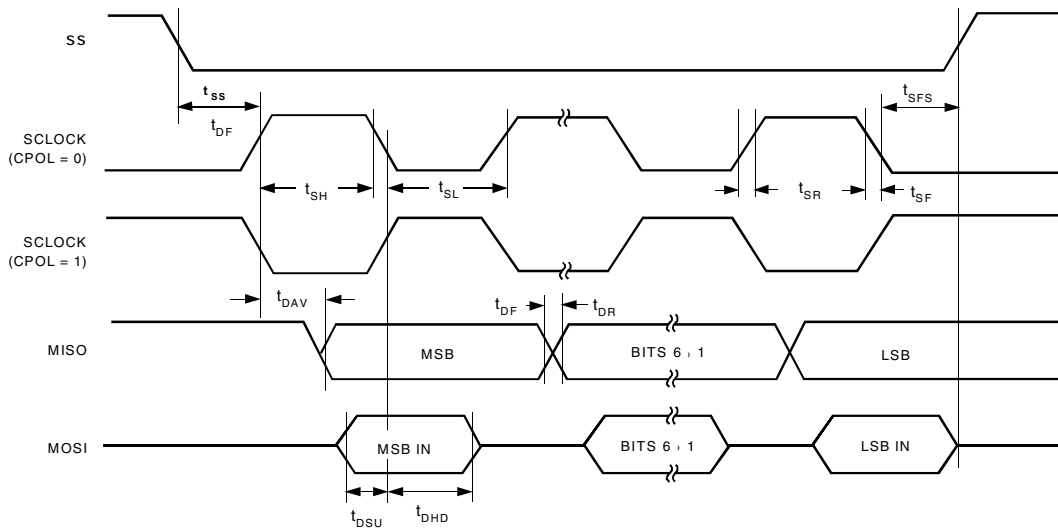 SS
tSS
tDF
tSFS
SCLOCK
(CPOL = 0)
tSH
tSL
tSR
tSF
SCLOCK
(CPOL = 1)
tDAV
tDF
tDR
MISO
MSB
BITS 6 › 1
LSB
MOSI
MSB IN
BITS 6 › 1
LSB IN
tDSU
tDHD